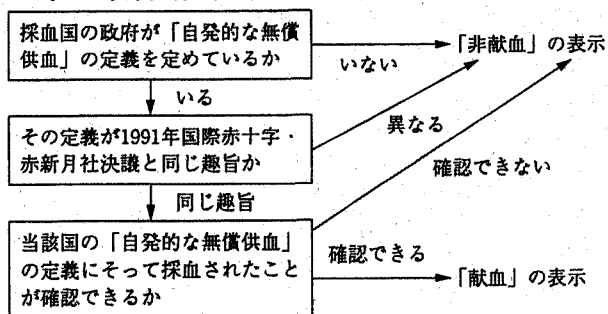 採血国の政府が「自発的な無償
供血」の定義を定めているか
いない
「非献血」の表示
いる
その定義が1991年国際赤十字・
赤新月社決議と同じ趣旨か
異なる
確認できない
同じ趣旨
当該国の「自発的な無償供血」
の定義にそって採血されたこと
が確認できるか
確認できる
「献血」の表示